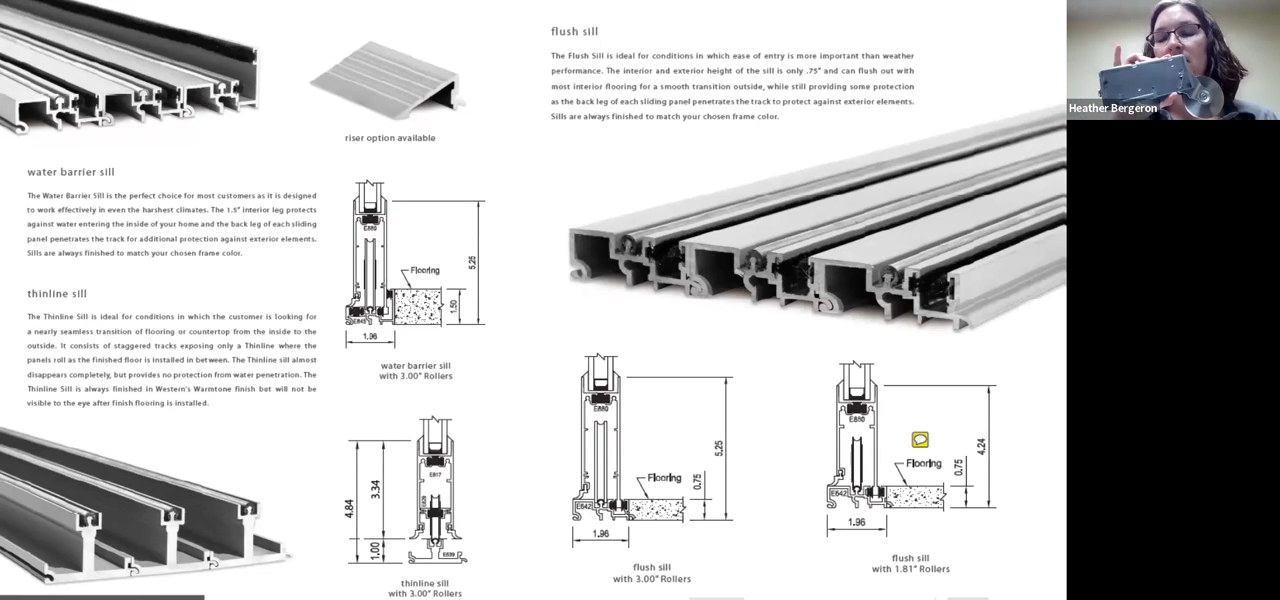 flush sill
The Flush Sill is ideal for conditions in which ease of entry is more important than weather
performance. The interior and exterior height of the sill is only .75" and can flush out with
most interior flooring for a smooth transition outside, while still providing some protection
as the back leg of each sliding panel penetrates the track to protect against exterior elements.
Sills are always finished to match your chosen frame color.
Heather Bergeron
riser option available
water barrier sill
The Water Barrier Sill is the perfect choice for most customers as it is designed
to work effectively in even the harshest climates. The 1.5" interior leg protects
against water entering the inside of your home and the back leg of each sliding
panel penetrates the track for additional protection against exterior elements.
Sills are always finished to match your chosen frame color.
thinline sill
The Thinline Sill is ideal for conditions in which the customer is looking for
a nearly seamless transition of flooring or countertop from the inside to the
outside. It consists of staggered tracks exposing only a Thinline where the
panels roll as the finished floor is installed in between. The Thinline sill almost
disappears completely, but provides no protection from water penetration. The
Thinline Sill is always finished in Western's Warmtone finish but will not be
visible to the eye after finish flooring is installed.
E880
Flooring
5.25
1.50
1.96
water barrier sill
with 3.00" Rollers
E817
4.84
3.34
1.00
E839
thinline sill
with 3.00" Rollers
E880
Flooring
5.25
0.75
E842
1.96
flush sill
with 3.00" Rollers
E880
Flooring
4.24
0.75
E842
1.96
flush sill
with 1.81" Rollers